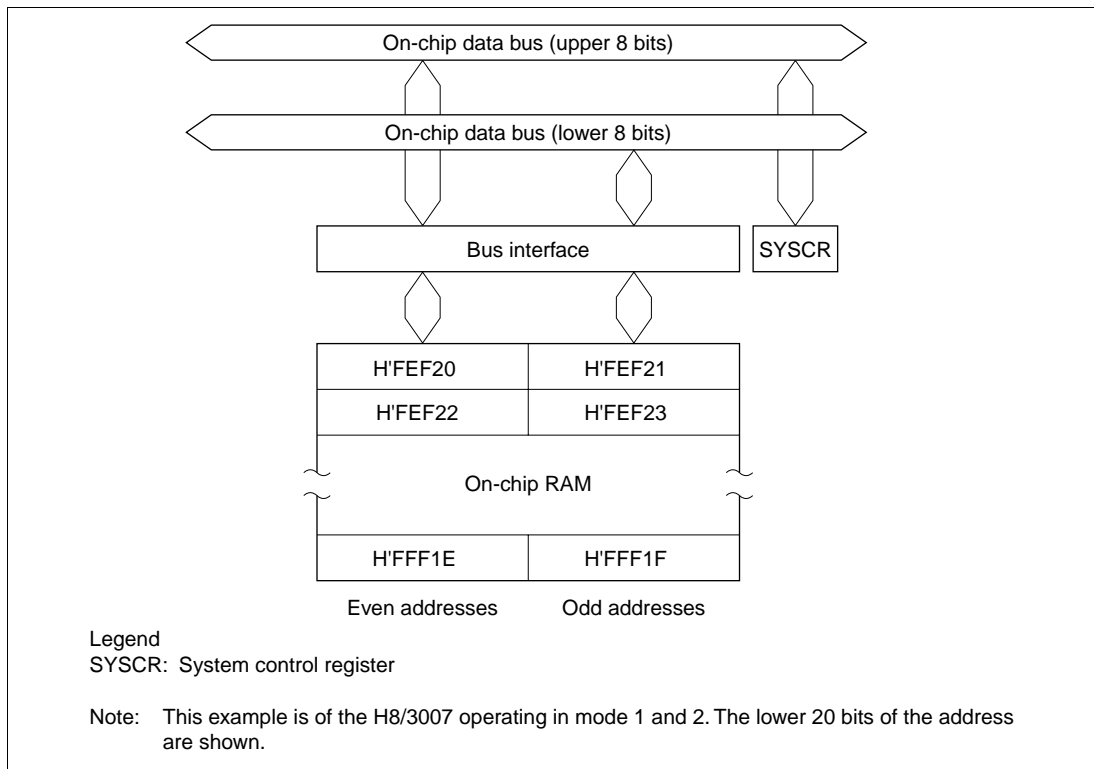 On-chip data bus (upper 8 bits)
On-chip data bus (lower 8 bits)
Bus interface
SYSCR
H'FEF20
H'FEF21
H'FEF22
H'FEF23
On-chip RAM
H'FFF1E
H'FFF1F
Even addresses
Odd addresses
Legend
SYSCR: System control register
Note: This example is of the H8/3007 operating in mode 1 and 2. The lower 20 bits of the address
are shown.